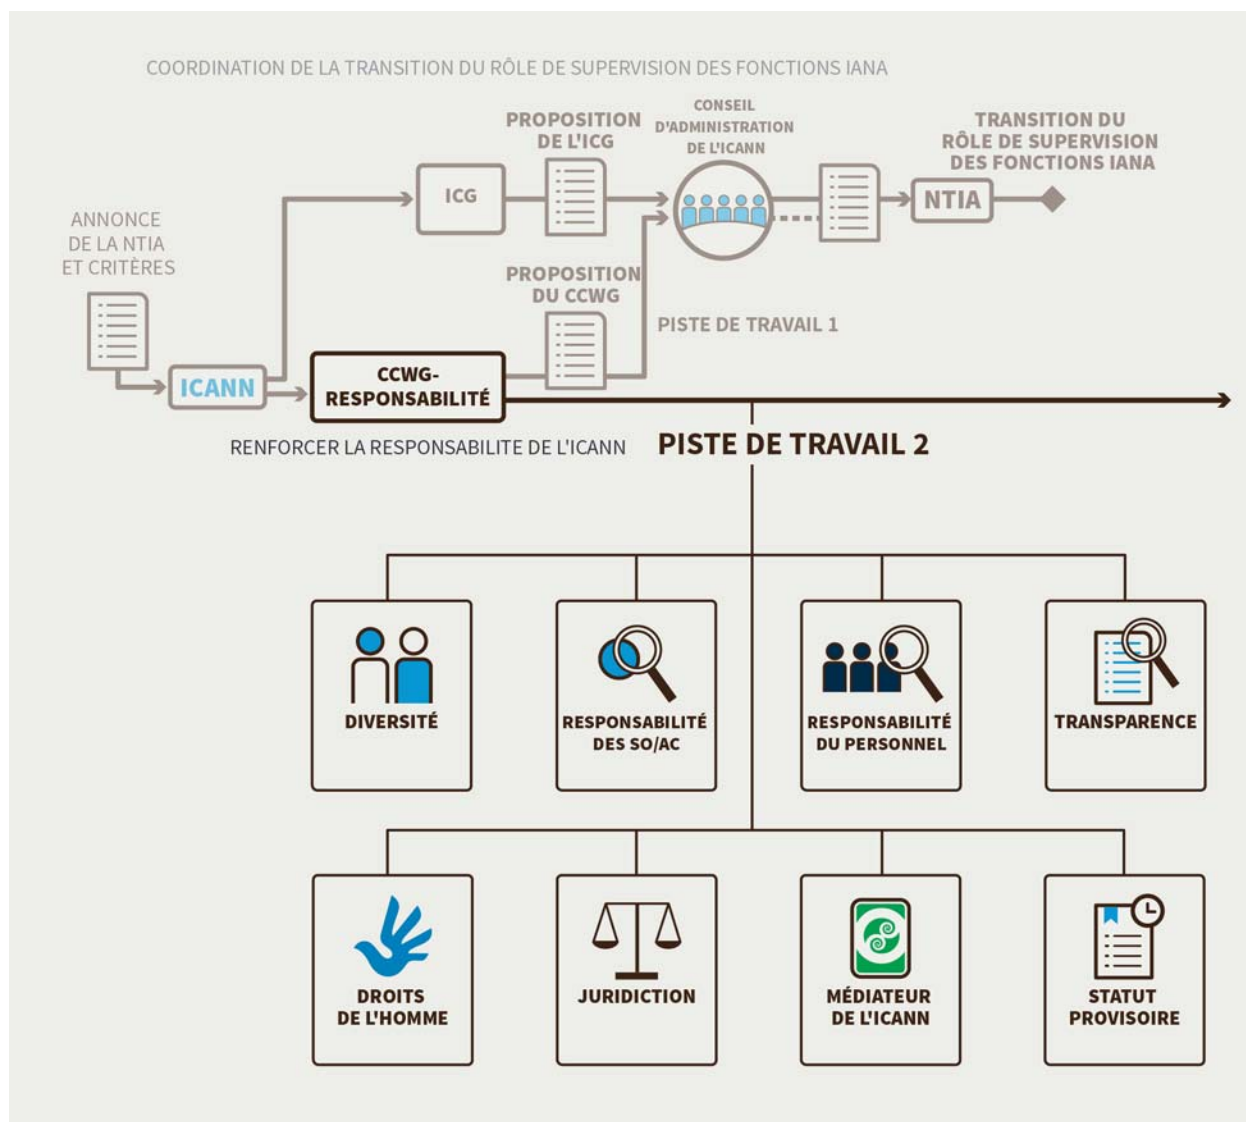 COORDINATION DE LA TRANSITION DU RÔLE DE SUPERVISION DES FONCTIONS IANA
PROPOSITION
DE L'ICG
CONSEIL
D'ADMINISTRATION
DE L'ICANN
TRANSITION DU
RÔLE DE SUPERVISION
DES FONCTIONS IANA
ICG
NTIA
ANNONCE
DE LA NTIA
ET CRITÈRES
PROPOSITION
DU CCWG
PISTE DE TRAVAIL 1
ICANN
CCWG-
RESPONSABILITÉ
RENFORCER LA RESPONSABILITE DE L'ICANN
PISTE DE TRAVAIL 2
DIVERSITÉ
RESPONSABILITÉ
DES SO/AC
RESPONSABILITÉ
DU PERSONNEL
TRANSPARENCE
DROITS
DE L'HOMME
JURIDICTION
MÉDIATEUR
DE L'ICANN
STATUT
PROVISOIRE